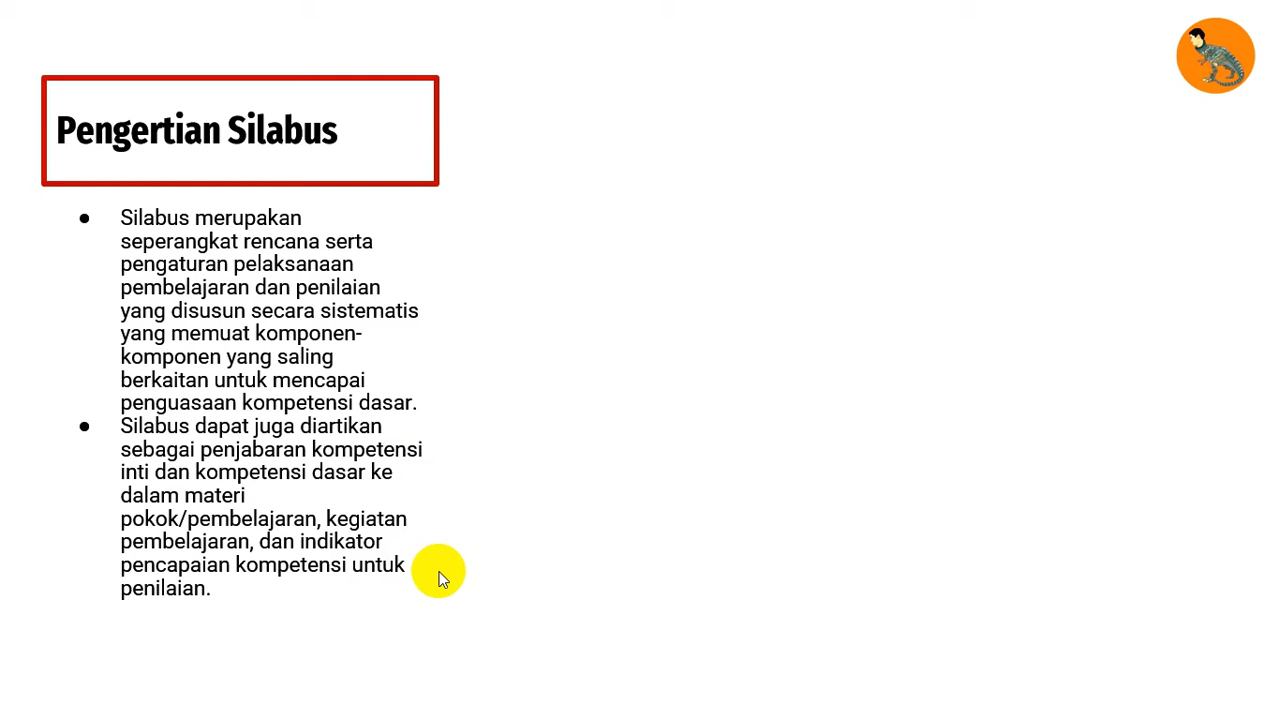 Pengertian Silabus
● Silabus merupakan
seperangkat rencana serta
pengaturan pelaksanaan
pembelajaran dan penilaian
yang disusun secara sistematis
yang memuat komponen-
komponen yang saling
berkaitan untuk mencapai
penguasaan kompetensi dasar.
● Silabus dapat juga diartikan
sebagai penjabaran kompetensi
inti dan kompetensi dasar ke
dalam materi
pokok/pembelajaran, kegiatan
pembelajaran, dan indikator
pencapaian kompetensi untuk
penilaian.